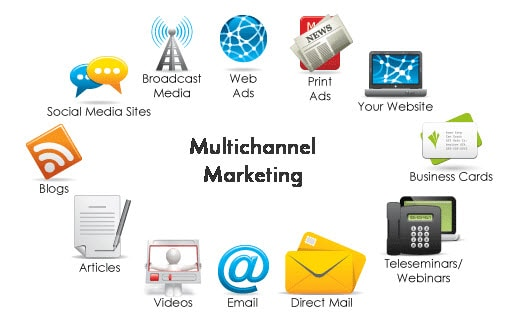 Broadcast
Media
Web
Ads
Print
Ads
NEWS
Your Website
Social Media Sites
Multichannel
Marketing
Business Cards
Blogs
Articles
Videos
Email
@
Direct Mail
Teleseminars/
Webinars